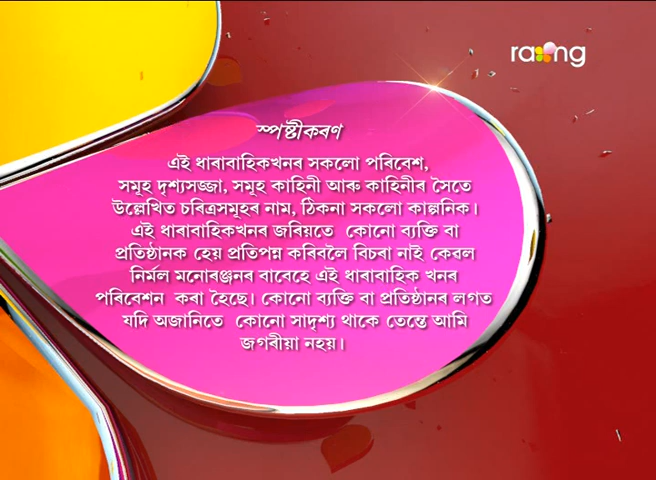 rang
স্পষ্টীকৰণ
এই ধাৰাবাহিকখনৰ সকলো পৰিবেশ,
সমূহ দৃশ্যসজ্জা, সমূহ কাহিনী আৰু কাহিনীৰ সৈতে
উল্লেখিত চৰিত্ৰসমূহৰ নাম, ঠিকনা সকলো কাল্পনিক।
এই ধাৰাবাহিকখনৰ জৰিয়তে কোনো ব্যক্তি বা
প্ৰতিষ্ঠানক হেয় প্ৰতিপন্ন কৰিবলৈ বিচৰা নাই কেৱল
নিৰ্মল মনোৰঞ্জনৰ বাবেহে এই ধাৰাবাহিক খনৰ
পৰিবেশন কৰা হৈছে। কোনো ব্যক্তি বা প্ৰতিষ্ঠানৰ লগত
যদি অজানিতে কোনো সাদৃশ্য থাকে তেন্তে আমি
জগৰীয়া নহয়।